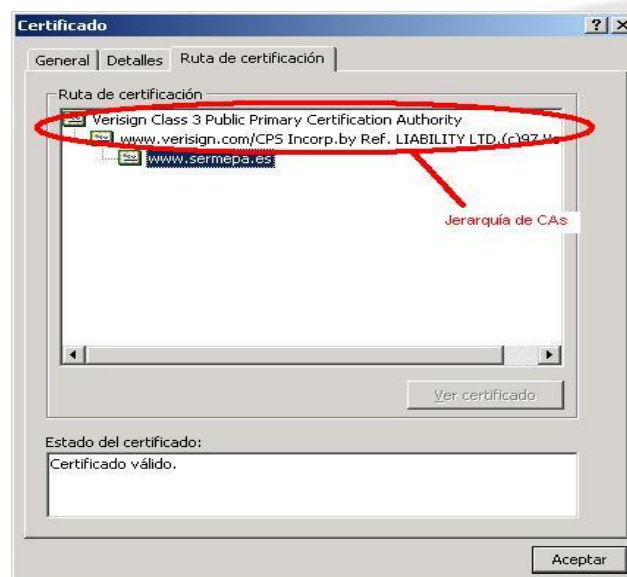 Certificado
General Detalles Ruta de certificación
Ruta de certificación
Verisign Class 3 Public Primary Certification Authority
www.verisign.com/CPS Incorp.by Ref. LIABILITY LTD.(c)97 Ve
www.sermepa.es
Jerarquía de CAs
Ver certificado
Estado del certificado:
Certificado válido.
Aceptar